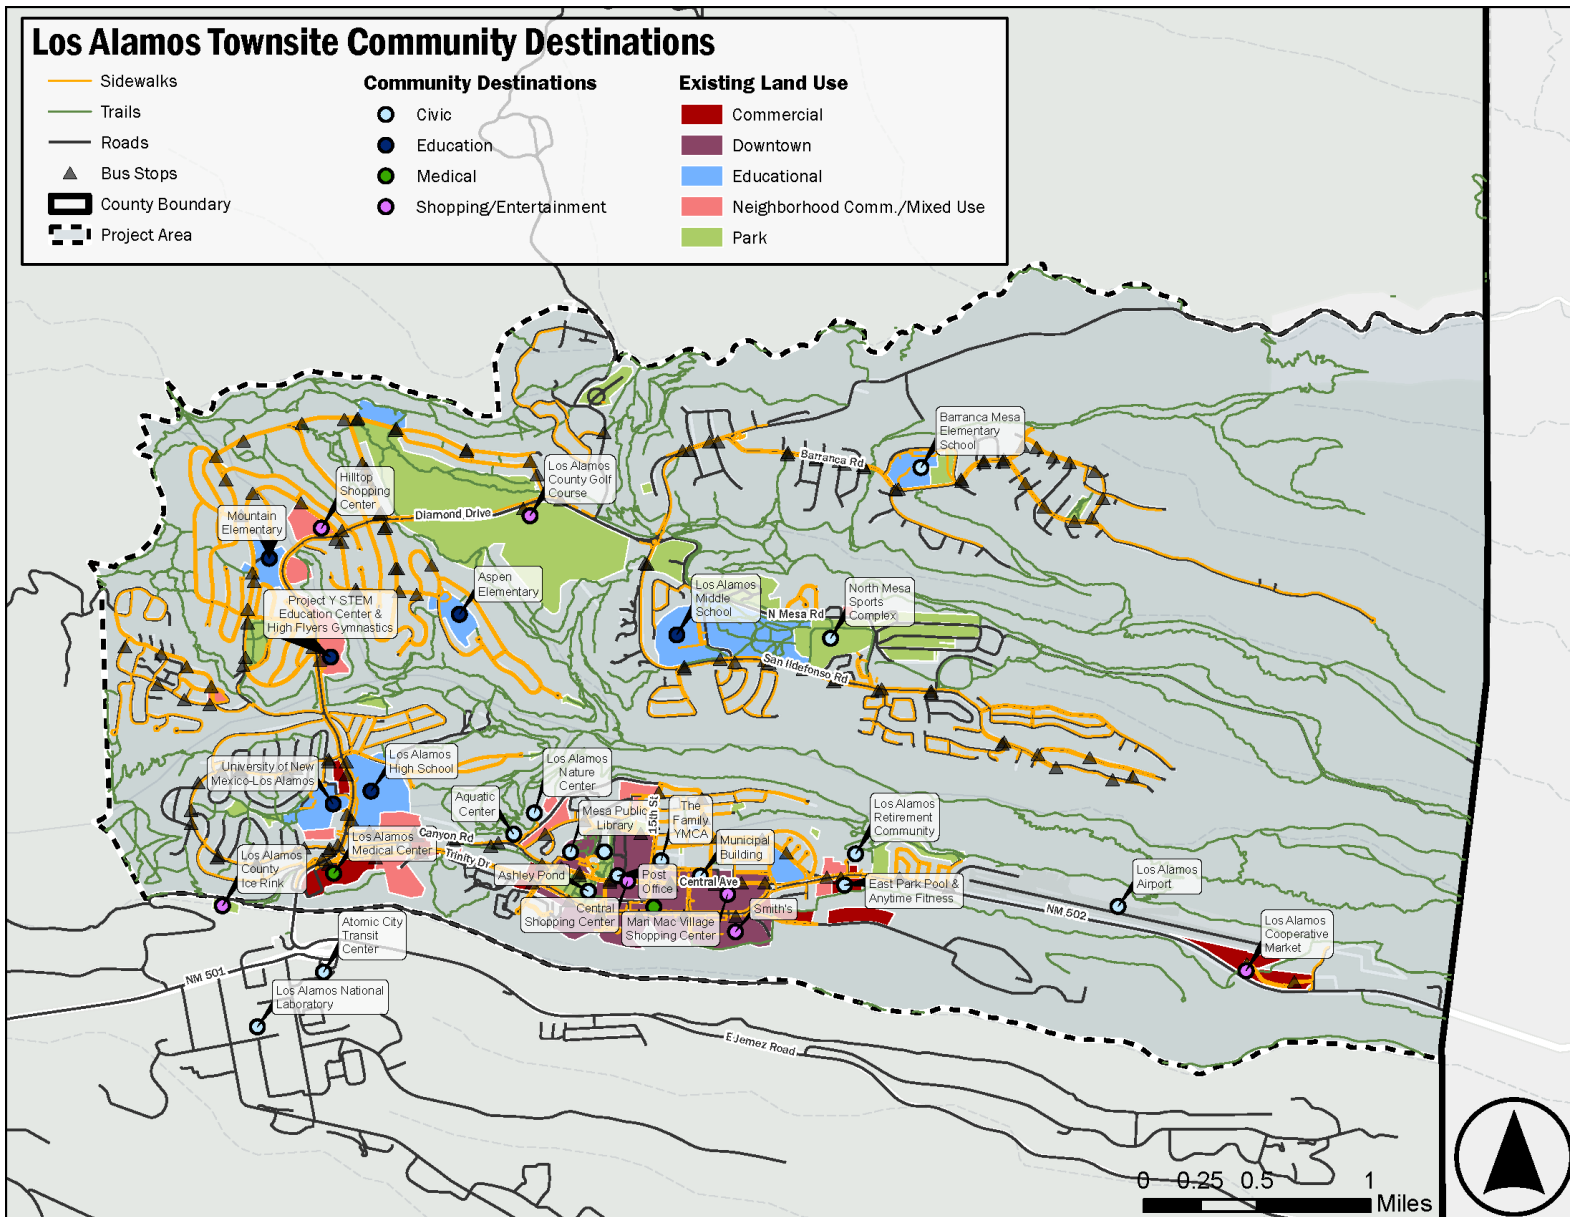 Los Alamos Townsite Community Destinations
Sidewalks
Trails
Roads
Bus Stops
County Boundary
Project Area
Community Destinations
Civic
Education
Medical
Shopping/Entertainment
Existing Land Use
Commercial
Downtown
Educational
Neighborhood Comm./Mixed Use
Park
Barranca Mesa
Elementary
School
Barranca Rd
Los Alamos
County Golf
Course
Hilltop
Shopping
Center
Diamond Drive
Mountain
Elementary
Aspen
Elementary
Los Alamos
Middle
School
North Mesa
Sports
Complex
N Mesa Rd
Project Y STEM
Education Center &
High Flyers Gymnastics
San Ildefonso Rd
University of New
Mexico-Los Alamos
Los Alamos
High School
Los Alamos
Nature
Center
Aquatic
Center
Mesa Public
Library
15th St
The
Family
YMCA
Municipal
Building
Los Alamos
Retirement
Community
Canyon Rd
Trinity Dr
Los Alamos
Medical Center
Los Alamos
County
Ice Rink
Ashley Pond
Post
Office
Central Ave
East Park Pool &
Anytime Fitness
Los Alamos
Airport
Central
Shopping Center
Mari Mac Village
Shopping Center
Smith's
NM 502
Los Alamos
Cooperative
Market
Atomic City
Transit
Center
NM 501
Los Alamos National
Laboratory
E Jemez Road
0 0.25 0.5 1
Miles